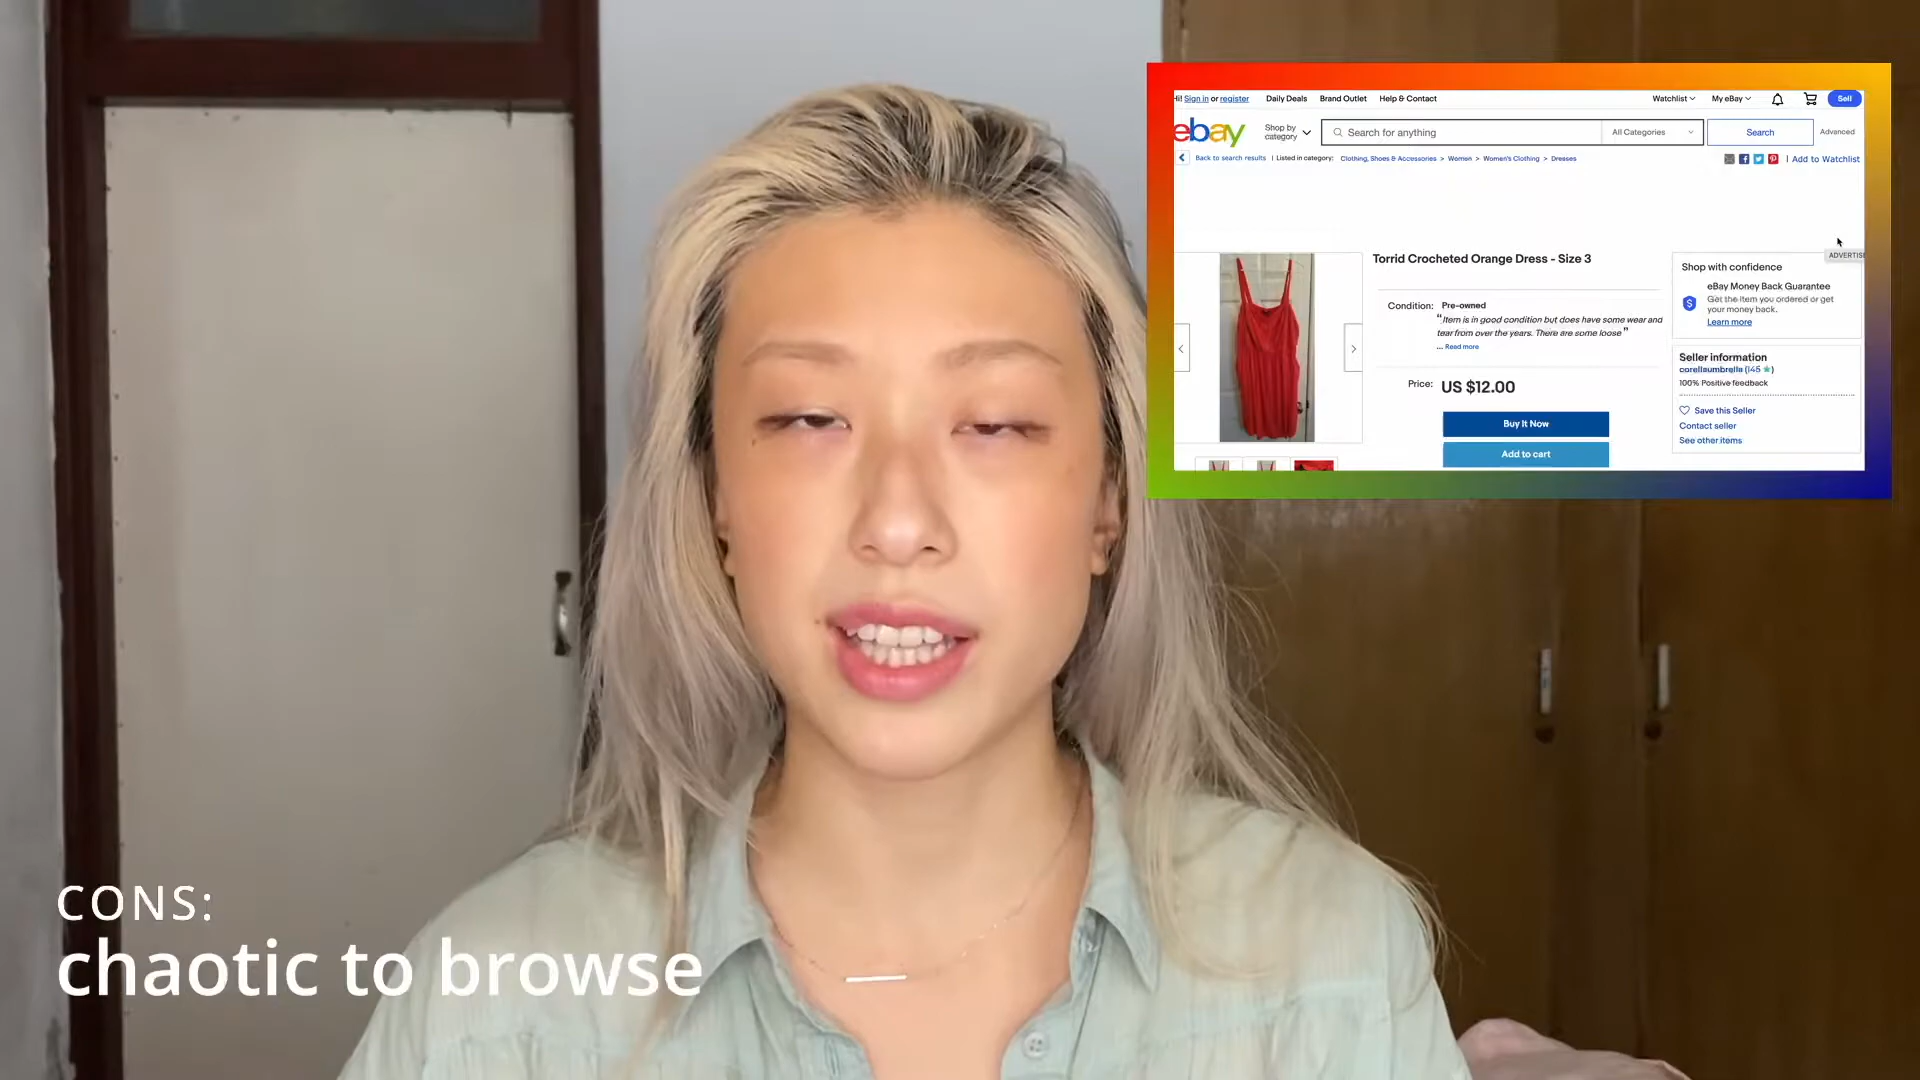 Hi! Sign in or register Daily Deals Brand Outlet Help & Contact Watchlist My eBay Sell
ebay Shop by category Search for anything All Categories Search Advanced
Back to search results | Listed in category: Clothing, Shoes & Accessories > Women > Women's Clothing > Dresses | Add to Watchlist
ADVERTIS
Torrid Crocheted Orange Dress - Size 3
Condition: Pre-owned
“Item is in good condition but does have some wear and
tear from over the years. There are some loose”
... Read more
Price: US $12.00
Buy It Now
Add to cart
Shop with confidence
eBay Money Back Guarantee
Get the item you ordered or get
your money back.
Learn more
Seller information
corellaumbrella (145)
100% Positive feedback
Save this Seller
Contact seller
See other items
CONS:
chaotic to browse